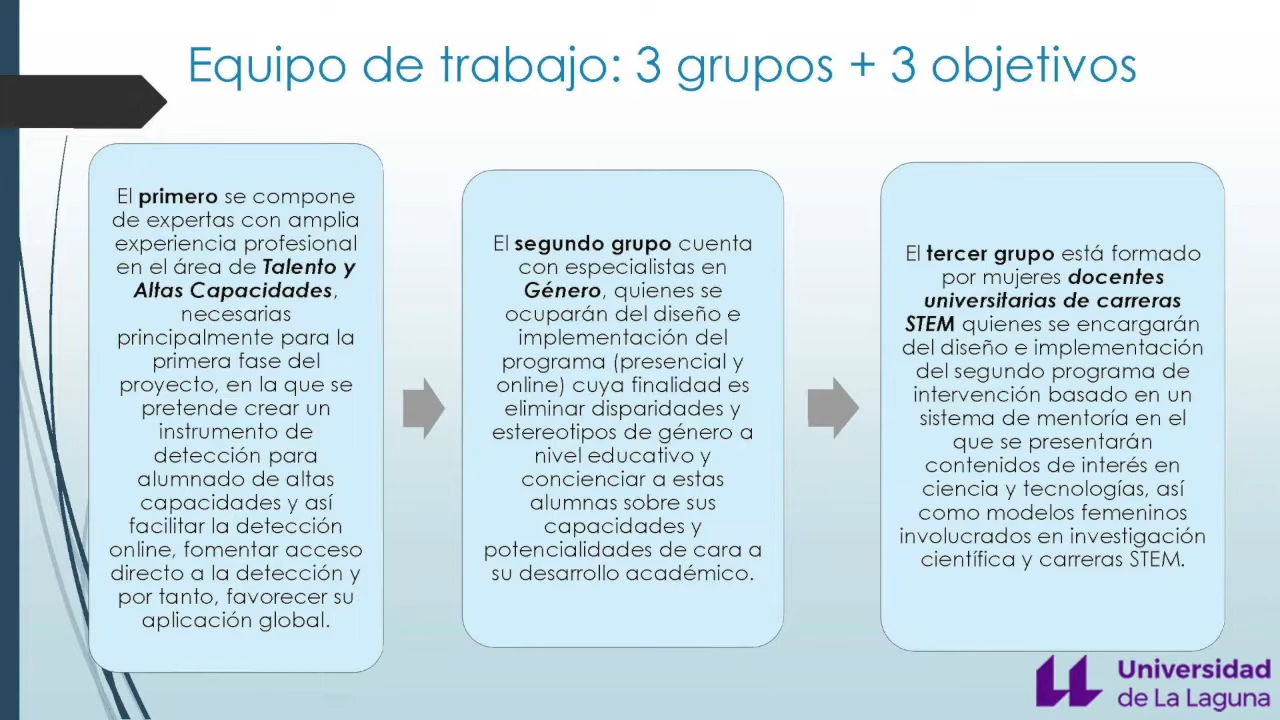 Equipo de trabajo: 3 grupos + 3 objetivos
El primero se compone
de expertas con amplia
experiencia profesional
en el área de Talento y
Altas Capacidades,
necesarias
principalmente para la
primera fase del
proyecto, en la que se
pretende crear un
instrumento de
detección para
alumnado de altas
capacidades y así
facilitar la detección
online, fomentar acceso
directo a la detección y
por tanto, favorecer su
aplicación global.
El segundo grupo cuenta
con especialistas en
Género, quienes se
ocuparán del diseño e
implementación del
programa (presencial y
online) cuya finalidad es
eliminar disparidades y
estereotipos de género a
nivel educativo y
concienciar a estas
alumnas sobre sus
capacidades y
potencialidades de cara a
su desarrollo académico.
El tercer grupo está formado
por mujeres docentes
universitarias de carreras
STEM quienes se encargarán
del diseño e implementación
del segundo programa de
intervención basado en un
sistema de mentoría en el
que se presentarán
contenidos de interés en
ciencia y tecnologías, así
como modelos femeninos
involucrados en investigación
científica y carreras STEM.
Universidad
de La Laguna